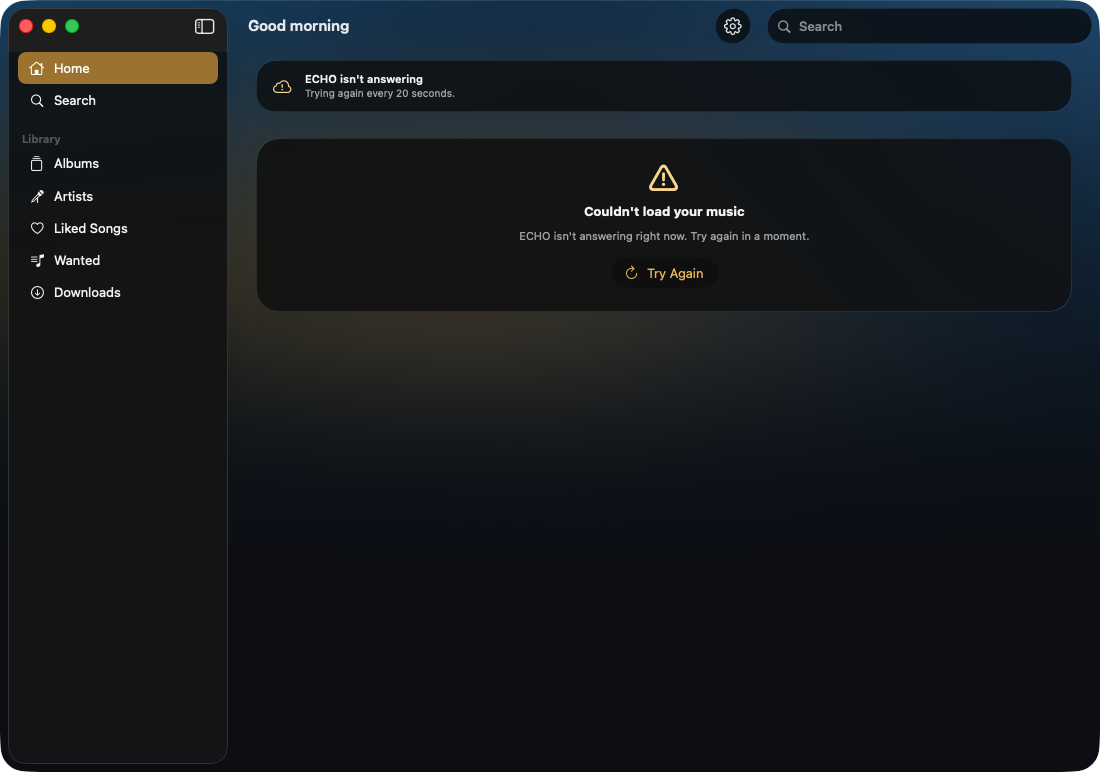 Good morning
Search
Home
Search
Library
Albums
Artists
Liked Songs
Wanted
Downloads
ECHO isn't answering
Trying again every 20 seconds.
Couldn't load your music
ECHO isn't answering right now. Try again in a moment.
Try Again